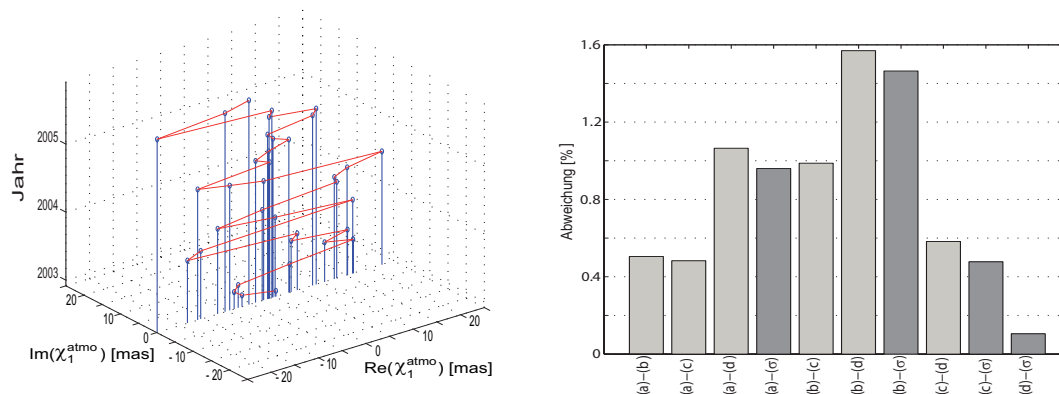 Jahr
2005
2004
2003
20
10
0
- 10
- 20
Im(χ₁ᵃᵗᵐᵒ) [mas]
- 20
- 10
0
10
20
Re(χ₁ᵃᵗᵐᵒ) [mas]
Abweichung [%]
1.6
1.2
0.8
0.4
0
(a)−(b)
(a)−(c)
(a)−(d)
(a)−(σ)
(b)−(c)
(b)−(d)
(b)−(σ)
(c)−(d)
(c)−(σ)
(d)−(σ)